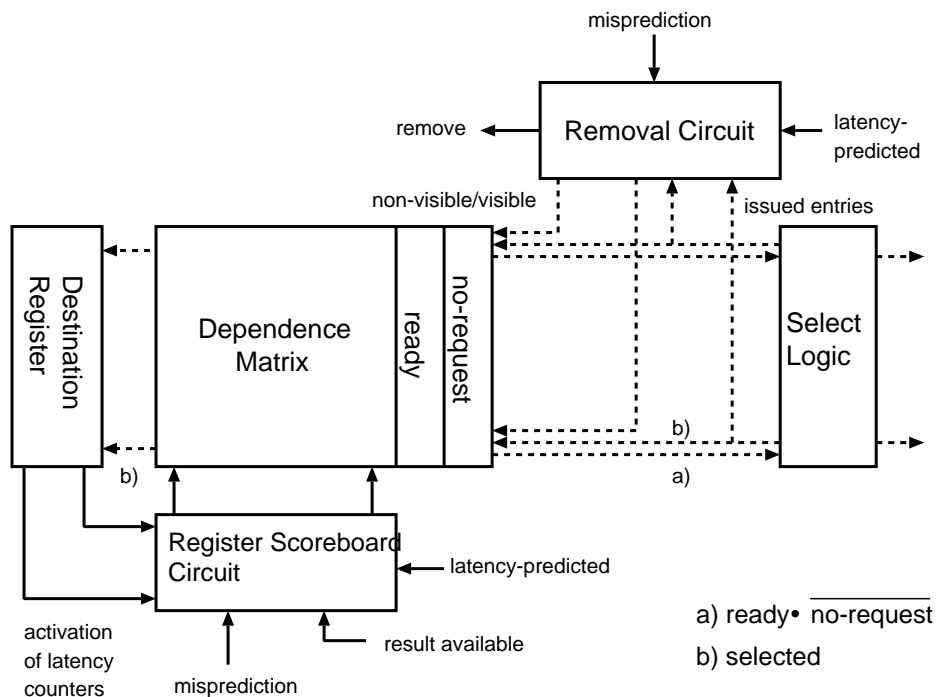 misprediction
Removal Circuit
remove
latency-
predicted
non-visible/visible
issued entries
Destination
Register
Dependence
Matrix
ready
no-request
Select
Logic
b)
b)
a)
Register Scoreboard
Circuit
latency-predicted
activation
of latency
counters
misprediction
result available
a) ready• no-request
b) selected